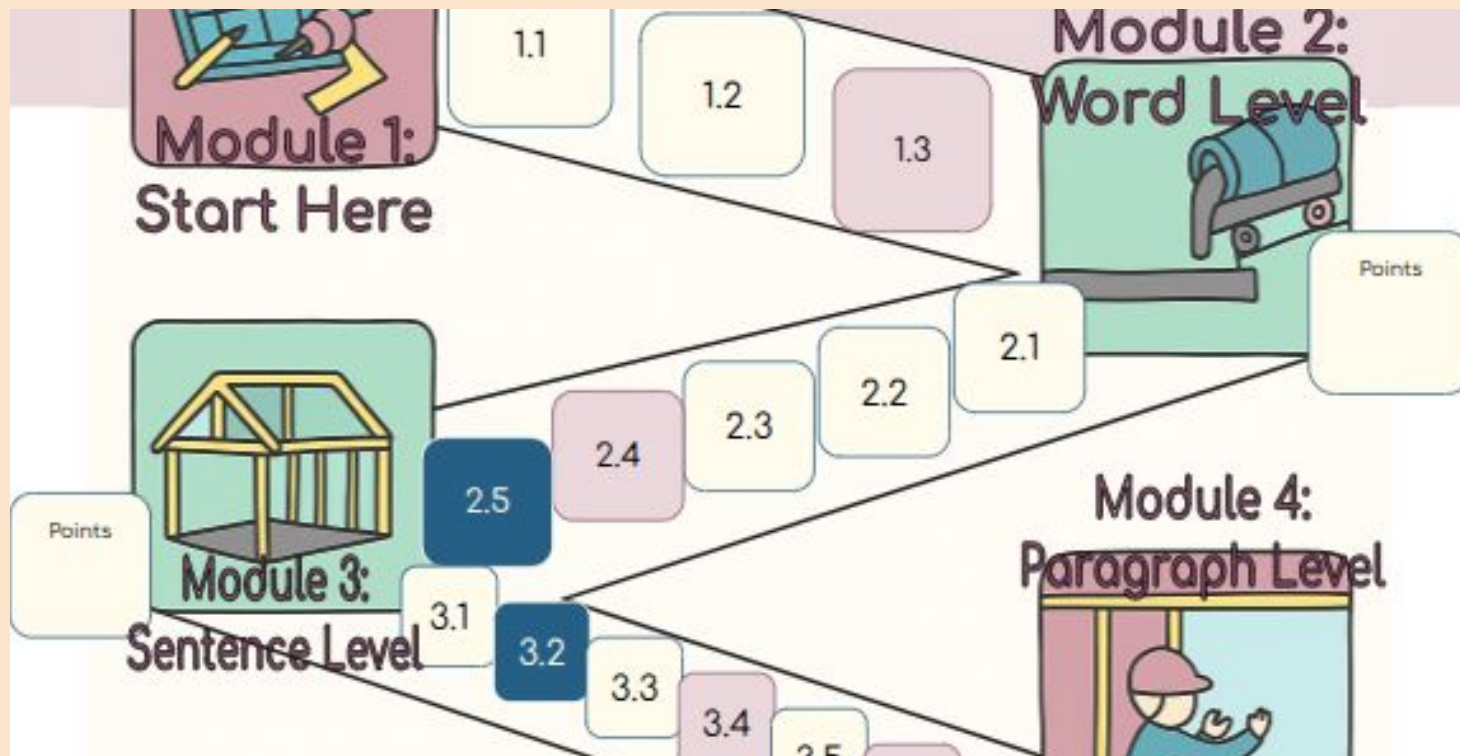 1.1
1.2
1.3
Module 1:
Start Here
Module 2:
Word Level
Points
2.1
2.2
2.3
2.4
2.5
Points
Module 3:
Sentence Level
3.1
3.2
3.3
3.4
3.5
Module 4:
Paragraph Level